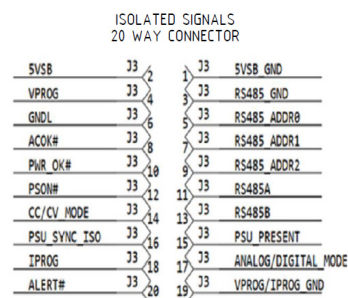 ISOLATED SIGNALS
20 WAY CONNECTOR
5VSB J3 2 1 J3 5VSB_GND
VPROG J3 4 3 J3 RS485_GND
GNDL J3 6 5 J3 RS485_ADDR0
ACOK# J3 8 7 J3 RS485_ADDR1
PWR_OK# J3 10 9 J3 RS485_ADDR2
PSON# J3 12 11 J3 RS485A
CC/CV_MODE J3 14 13 J3 RS485B
PSU_SYNC_ISO J3 16 15 J3 PSU_PRESENT
IPROG J3 18 17 J3 ANALOG/DIGITAL_MODE
ALERT# J3 20 19 J3 VPROG/IPROG_GND